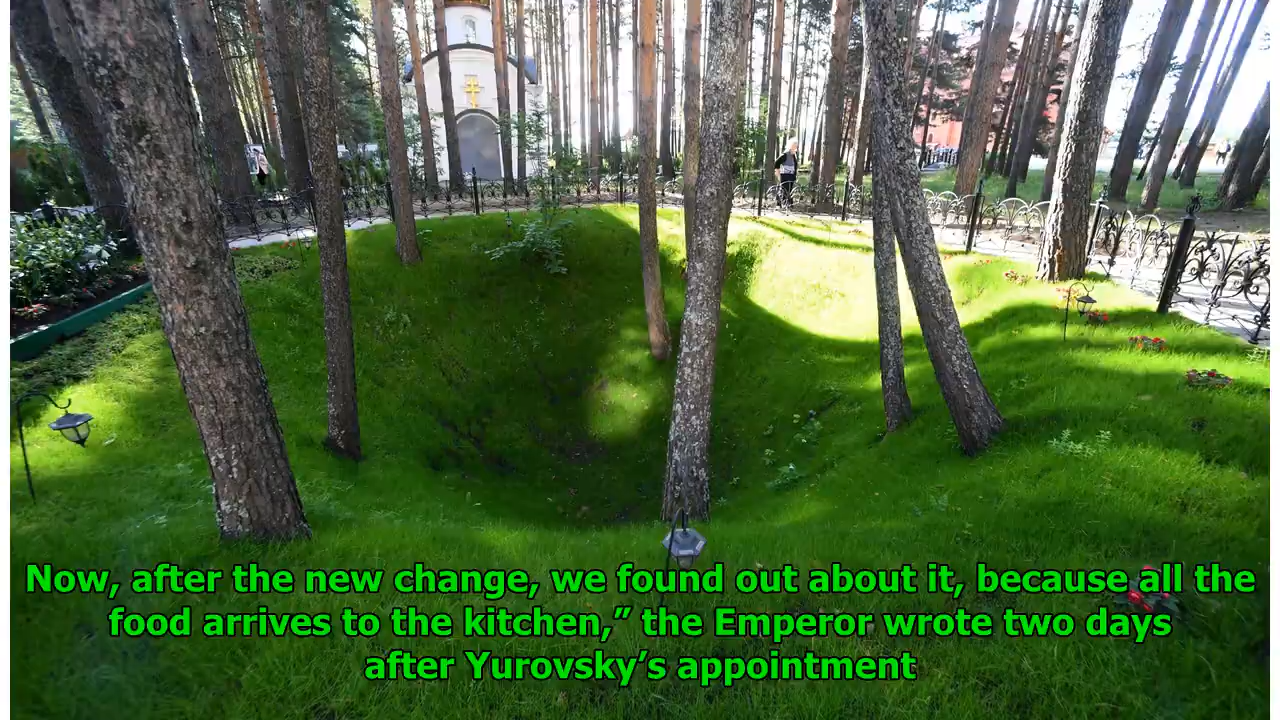 Now, after the new change, we found out about it, because all the
food arrives to the kitchen,” the Emperor wrote two days
after Yurovsky’s appointment